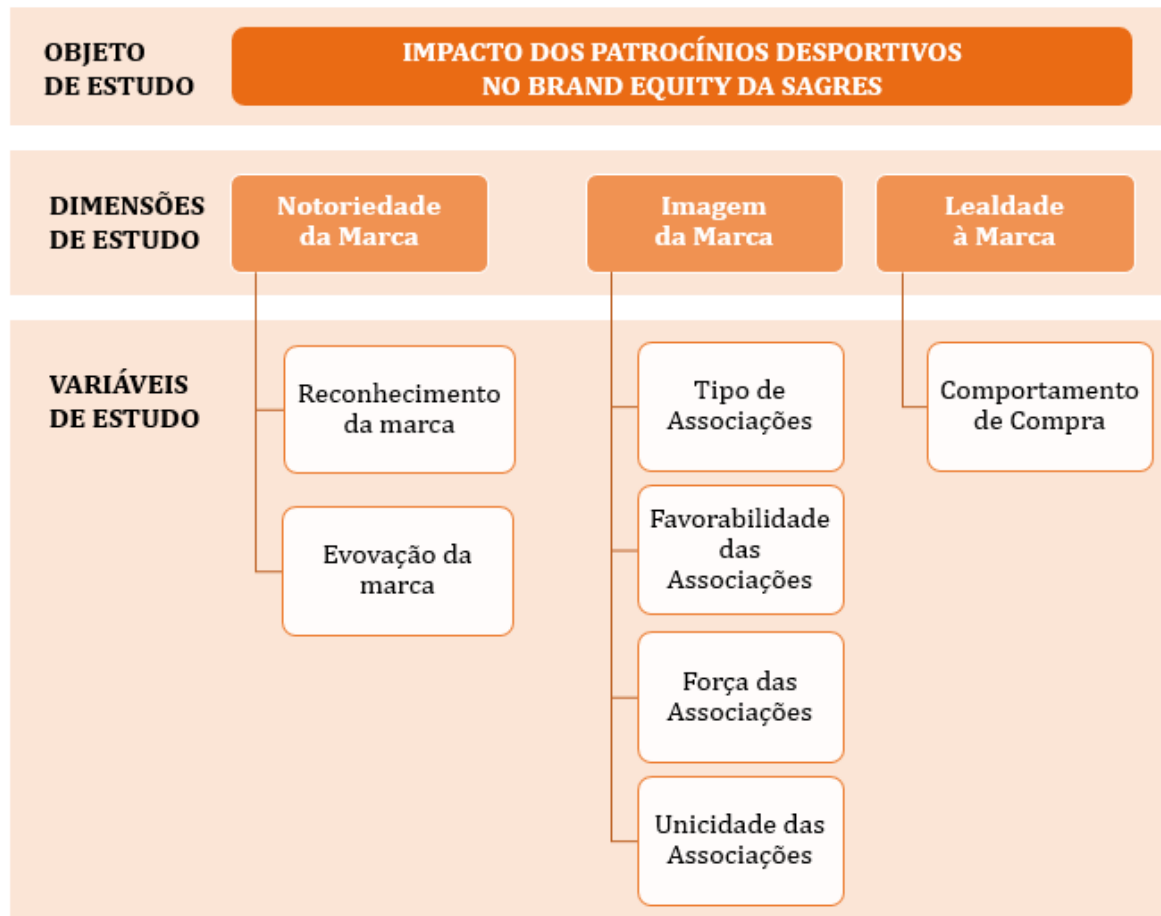 OBJETO
DE ESTUDO
IMPACTO DOS PATROCÍNIOS DESPORTIVOS
NO BRAND EQUITY DA SAGRES
DIMENSÕES
DE ESTUDO
Notoriedade
da Marca
Imagem
da Marca
Lealdade
à Marca
VARIÁVEIS
DE ESTUDO
Reconhecimento
da marca
Evovação da
marca
Tipo de
Associações
Favorabilidade
das
Associações
Força das
Associações
Unicidade das
Associações
Comportamento
de Compra